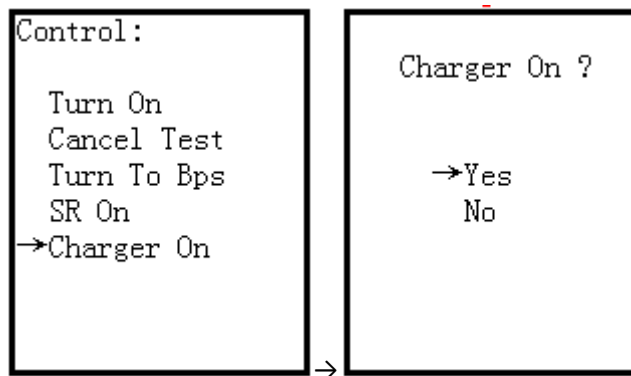 Control:
Turn On
Cancel Test
Turn To Bps
SR On
→Charger On
→
Charger On ?
→Yes
No